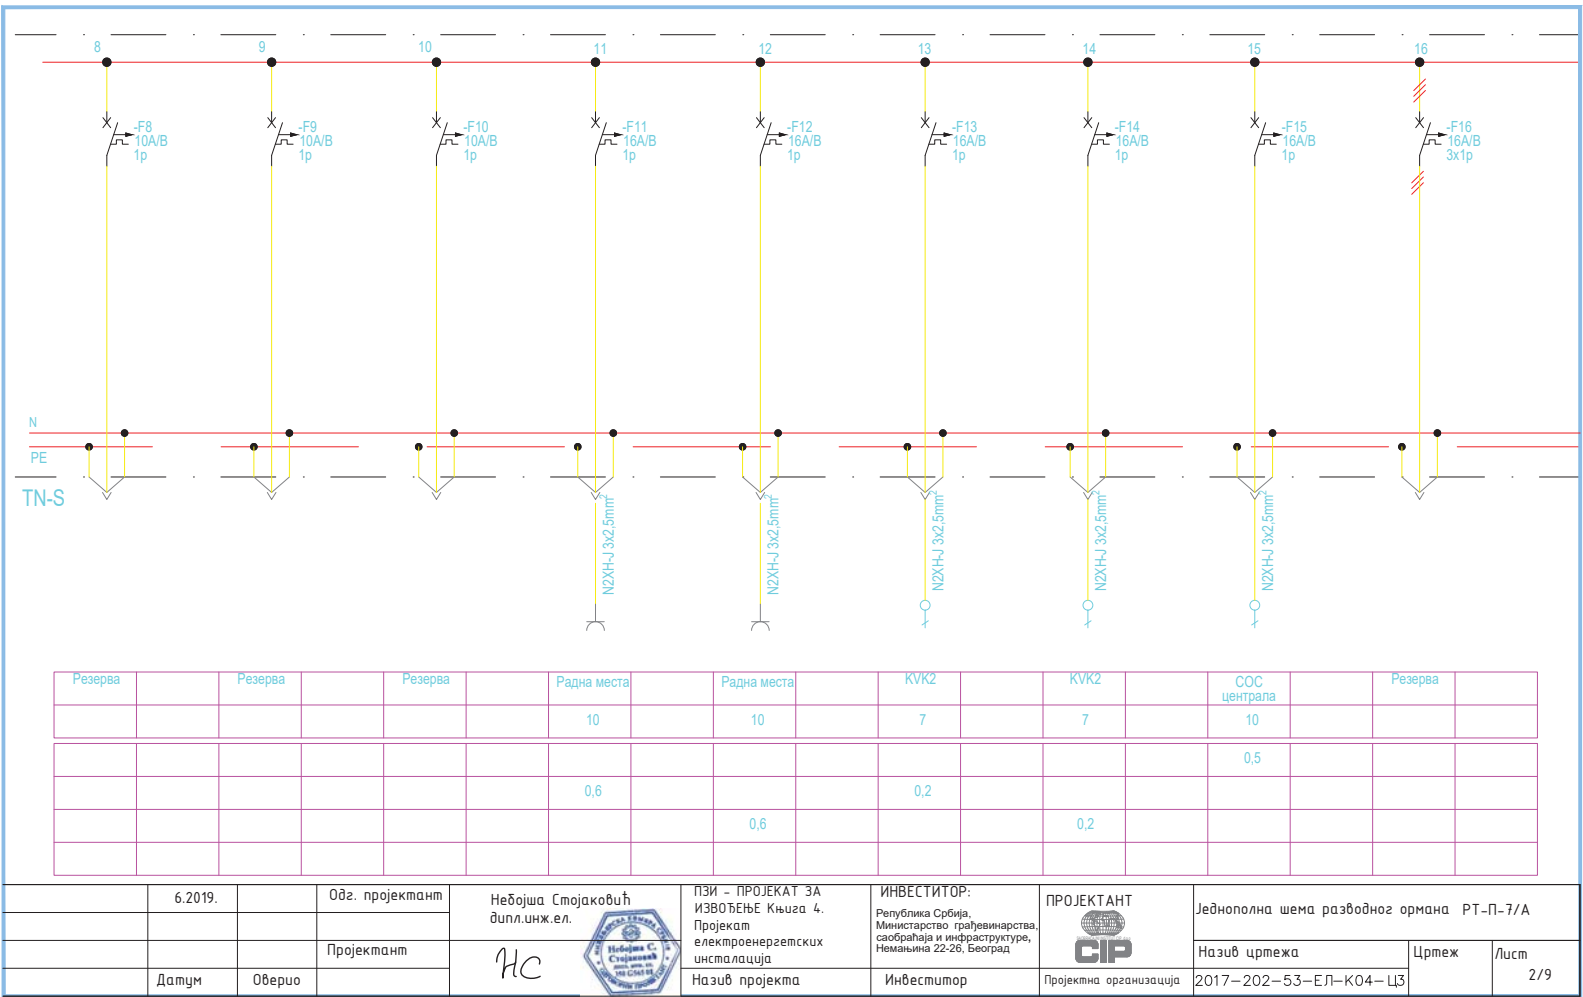 8 9 10 11 12 13 14 15 16
-F8
10A/B
1p
-F9
10A/B
1p
-F10
10A/B
1p
-F11
16A/B
1p
-F12
16A/B
1p
-F13
16A/B
1p
-F14
16A/B
1p
-F15
16A/B
1p
-F16
16A/B
3x1p
N
PE
TN-S
N2XH-J 3x2,5mm²
N2XH-J 3x2,5mm²
N2XH-J 3x2,5mm²
N2XH-J 3x2,5mm²
N2XH-J 3x2,5mm²
Резерва Резерва Резерва Радна места Радна места KVK2 KVK2 СОС централа Резерва
10 10 7 7 10
0,5
0,6 0,2
0,6 0,2
6.2019.
Датум
Оверио
Одг. пројектант
Пројектант
Небојша Стојаковић
дипл.инж.ел.
НС
Небојша С.
ПЗИ - ПРОЈЕКАТ ЗА
ИЗВОЂЕЊЕ Књига 4.
Пројекат
електроенергетских
инсталација
Назив пројекта
ИНВЕСТИТОР:
Република Србија,
Министарство грађевинарства,
саобраћаја и инфраструктуре,
Немањина 22-26, Београд
Инвеститор
ПРОЈЕКТАНТ
CIP
Пројектна организација
Једнополна шема разводног ормана РТ-П-7/А
Назив цртежа
2017-202-53-ЕЛ-К04-Ц3
Цртеж
Лист
2/9